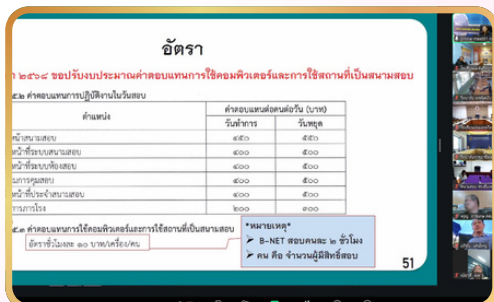 อัตรา
๒๕๖๘ ขอปรับงบประมาณค่าตอบแทนการใช้คอมพิวเตอร์และการใช้สถานที่เป็นสนามสอบ
๕.๒ ค่าตอบแทนการปฏิบัติงานในวันสอบ
ตำแหน่ง ค่าตอบแทนต่อคนต่อวัน (บาท)
วันทำการ วันหยุด
หน้าสนามสอบ ๔๕๐ ๕๕๐
หน้าที่ระบบสนามสอบ ๔๐๐ ๕๐๐
หน้าที่ระบบห้องสอบ ๔๐๐ ๕๐๐
มการคุมสอบ ๔๐๐ ๕๐๐
หน้าที่ประจำสนามสอบ ๔๐๐ ๕๐๐
การภารโรง ๒๐๐ ๓๐๐
๕.๓ ค่าตอบแทนการใช้คอมพิวเตอร์และการใช้สถานที่เป็นสนามสอบ
อัตราชั่วโมงละ ๑๐ บาท/เครื่อง/คน
*หมายเหตุ*
➢ B-NET สอบคนละ ๒ ชั่วโมง
➢ คน คือ จำนวนผู้มีสิทธิ์สอบ
51